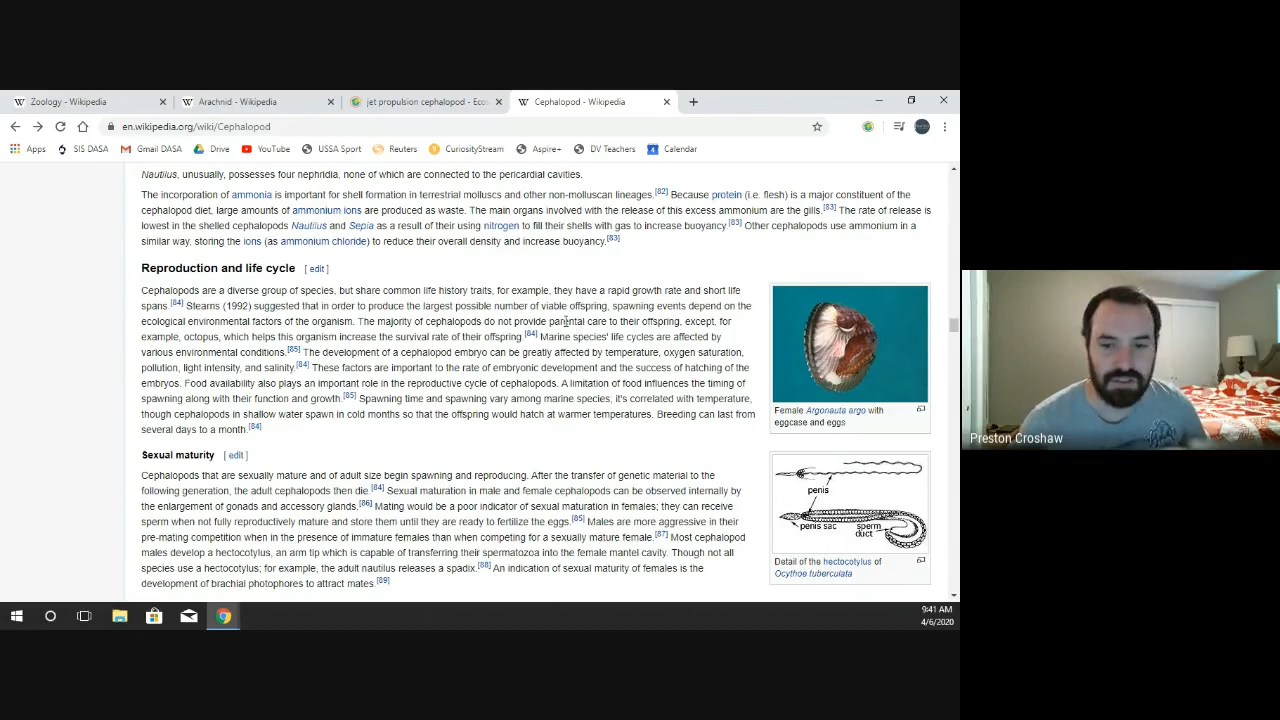 Zoology - Wikipedia
Arachnid - Wikipedia
jet propulsion cephalopod - Ecos
Cephalopod - Wikipedia
en.wikipedia.org/wiki/Cephalopod
Apps
SIS DASA
Gmail DASA
Drive
YouTube
USSA Sport
Reuters
CuriosityStream
Aspire+
DV Teachers
Calendar
Nautilus, unusually, possesses four nephridia, none of which are connected to the pericardial cavities.
The incorporation of ammonia is important for shell formation in terrestrial molluscs and other non-molluscan lineages.[82] Because protein (i.e. flesh) is a major constituent of the
cephalopod diet, large amounts of ammonium ions are produced as waste. The main organs involved with the release of this excess ammonium are the gills.[83] The rate of release is
lowest in the shelled cephalopods Nautilus and Sepia as a result of their using nitrogen to fill their shells with gas to increase buoyancy.[83] Other cephalopods use ammonium in a
similar way, storing the ions (as ammonium chloride) to reduce their overall density and increase buoyancy.[83]
Reproduction and life cycle [ edit ]
Cephalopods are a diverse group of species, but share common life history traits, for example, they have a rapid growth rate and short life
spans.[84] Stearns (1992) suggested that in order to produce the largest possible number of viable offspring, spawning events depend on the
ecological environmental factors of the organism. The majority of cephalopods do not provide parental care to their offspring, except, for
example, octopus, which helps this organism increase the survival rate of their offspring.[84] Marine species' life cycles are affected by
various environmental conditions.[85] The development of a cephalopod embryo can be greatly affected by temperature, oxygen saturation,
pollution, light intensity, and salinity.[84] These factors are important to the rate of embryonic development and the success of hatching of the
embryos. Food availability also plays an important role in the reproductive cycle of cephalopods. A limitation of food influences the timing of
spawning along with their function and growth.[85] Spawning time and spawning vary among marine species; it's correlated with temperature,
though cephalopods in shallow water spawn in cold months so that the offspring would hatch at warmer temperatures. Breeding can last from
several days to a month.[84]
Female Argonauta argo with
eggcase and eggs
Sexual maturity [ edit ]
Cephalopods that are sexually mature and of adult size begin spawning and reproducing. After the transfer of genetic material to the
following generation, the adult cephalopods then die.[84] Sexual maturation in male and female cephalopods can be observed internally by
the enlargement of gonads and accessory glands.[86] Mating would be a poor indicator of sexual maturation in females; they can receive
sperm when not fully reproductively mature and store them until they are ready to fertilize the eggs.[85] Males are more aggressive in their
pre-mating competition when in the presence of immature females than when competing for a sexually mature female.[87] Most cephalopod
males develop a hectocotylus, an arm tip which is capable of transferring their spermatozoa into the female mantel cavity. Though not all
species use a hectocotylus; for example, the adult nautilus releases a spadix.[88] An indication of sexual maturity of females is the
development of brachial photophores to attract mates.[89]
penis
penis sac
sperm
duct
Detail of the hectocotylus of
Ocythoe tuberculata
Preston Croshaw
9:41 AM
4/6/2020